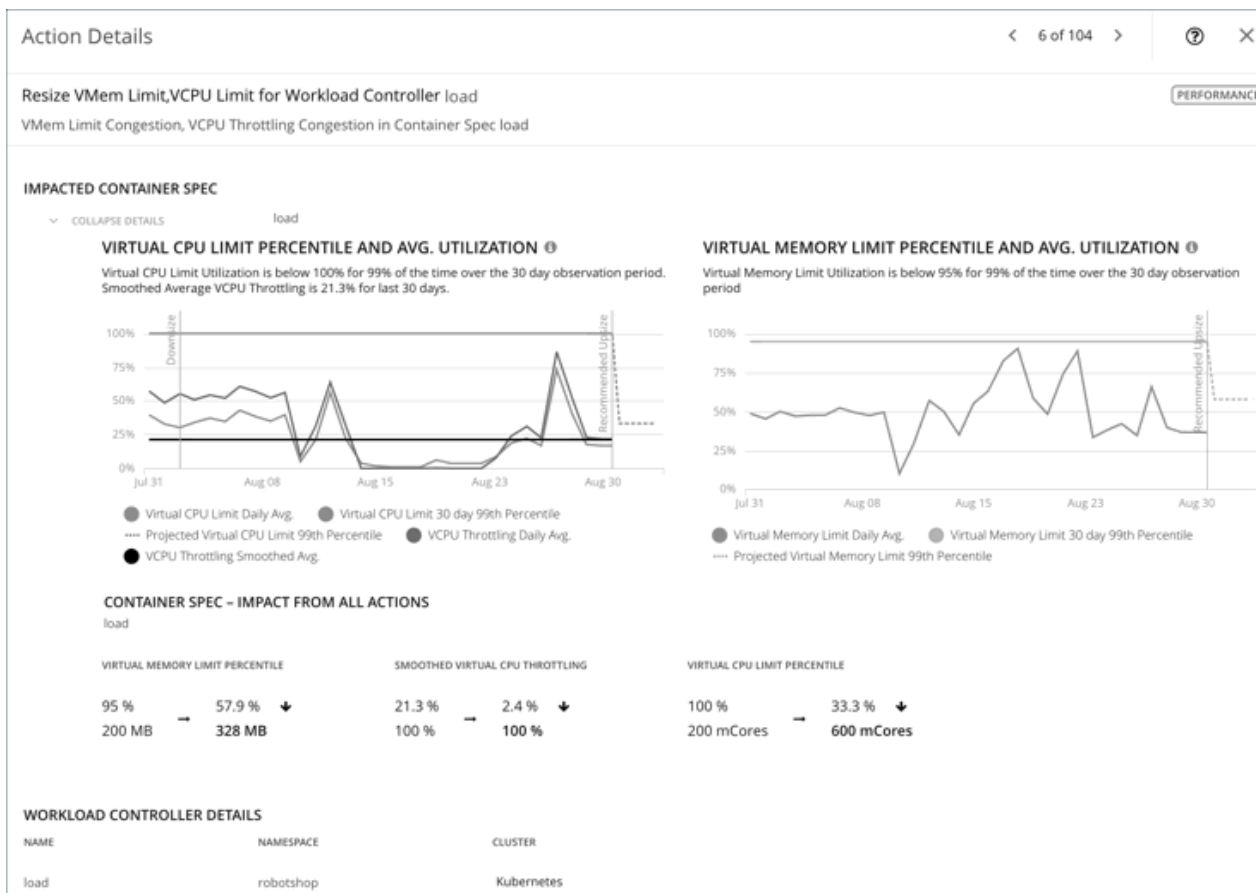 Action Details
6 of 104
Resize VMem Limit,VCPU Limit for Workload Controller load
PERFORMANCE
VMem Limit Congestion, VCPU Throttling Congestion in Container Spec load
IMPACTED CONTAINER SPEC
COLLAPSE DETAILS load
VIRTUAL CPU LIMIT PERCENTILE AND AVG. UTILIZATION
Virtual CPU Limit Utilization is below 100% for 99% of the time over the 30 day observation period.
Smoothed Average VCPU Throttling is 21.3% for last 30 days.
100%
75%
50%
25%
0%
Downsize
Recommended Upsize
Jul 31 Aug 08 Aug 15 Aug 23 Aug 30
Virtual CPU Limit Daily Avg. Virtual CPU Limit 30 day 99th Percentile
Projected Virtual CPU Limit 99th Percentile VCPU Throttling Daily Avg.
VCPU Throttling Smoothed Avg.
VIRTUAL MEMORY LIMIT PERCENTILE AND AVG. UTILIZATION
Virtual Memory Limit Utilization is below 95% for 99% of the time over the 30 day observation
period
100%
75%
50%
25%
0%
Recommended Upsize
Jul 31 Aug 08 Aug 15 Aug 23 Aug 30
Virtual Memory Limit Daily Avg. Virtual Memory Limit 30 day 99th Percentile
Projected Virtual Memory Limit 99th Percentile
CONTAINER SPEC – IMPACT FROM ALL ACTIONS
load
VIRTUAL MEMORY LIMIT PERCENTILE SMOOTHED VIRTUAL CPU THROTTLING VIRTUAL CPU LIMIT PERCENTILE
95 % 57.9 % 21.3 % 2.4 % 100 % 33.3 %
200 MB 328 MB 100 % 100 % 200 mCores 600 mCores
WORKLOAD CONTROLLER DETAILS
NAME NAMESPACE CLUSTER
load robotshop Kubernetes